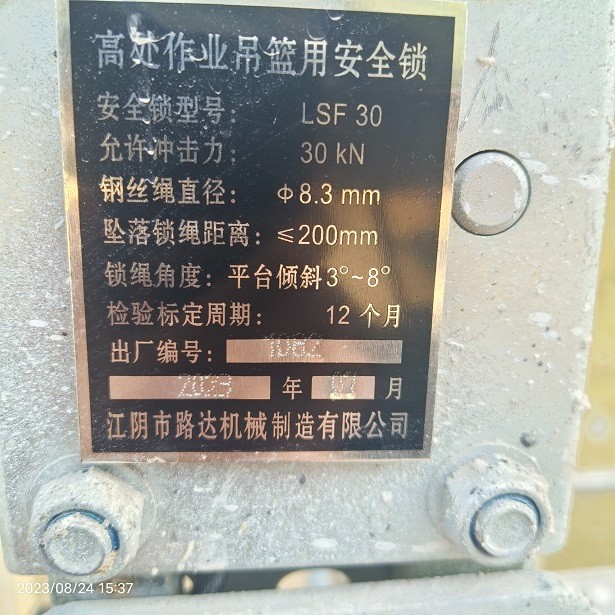 高处作业吊篮用安全锁
安全锁型号： LSF 30
允许冲击力： 30 kN
钢丝绳直径： Φ8.3 mm
坠落锁绳距离：≤200mm
锁绳角度：平台倾斜3°~8°
检验标定周期： 12 个月
出厂编号： 1062
2023 年 07 月
江阴市路达机械制造有限公司
2023/08/24 15:37